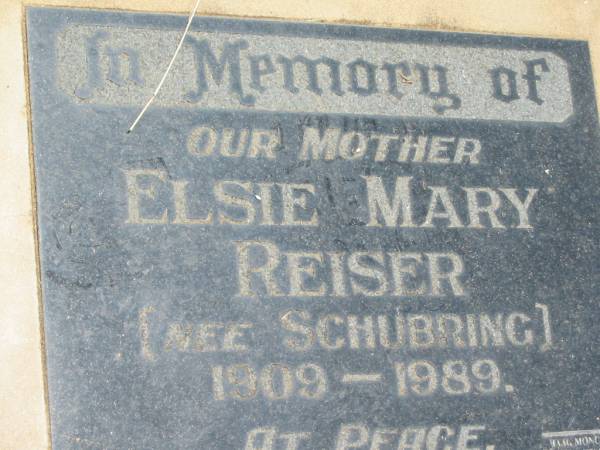 In Memory of
OUR MOTHER
ELSIE MARY
REISER
[NEE SCHUBRING]
1909 — 1989.
AT PEACE.